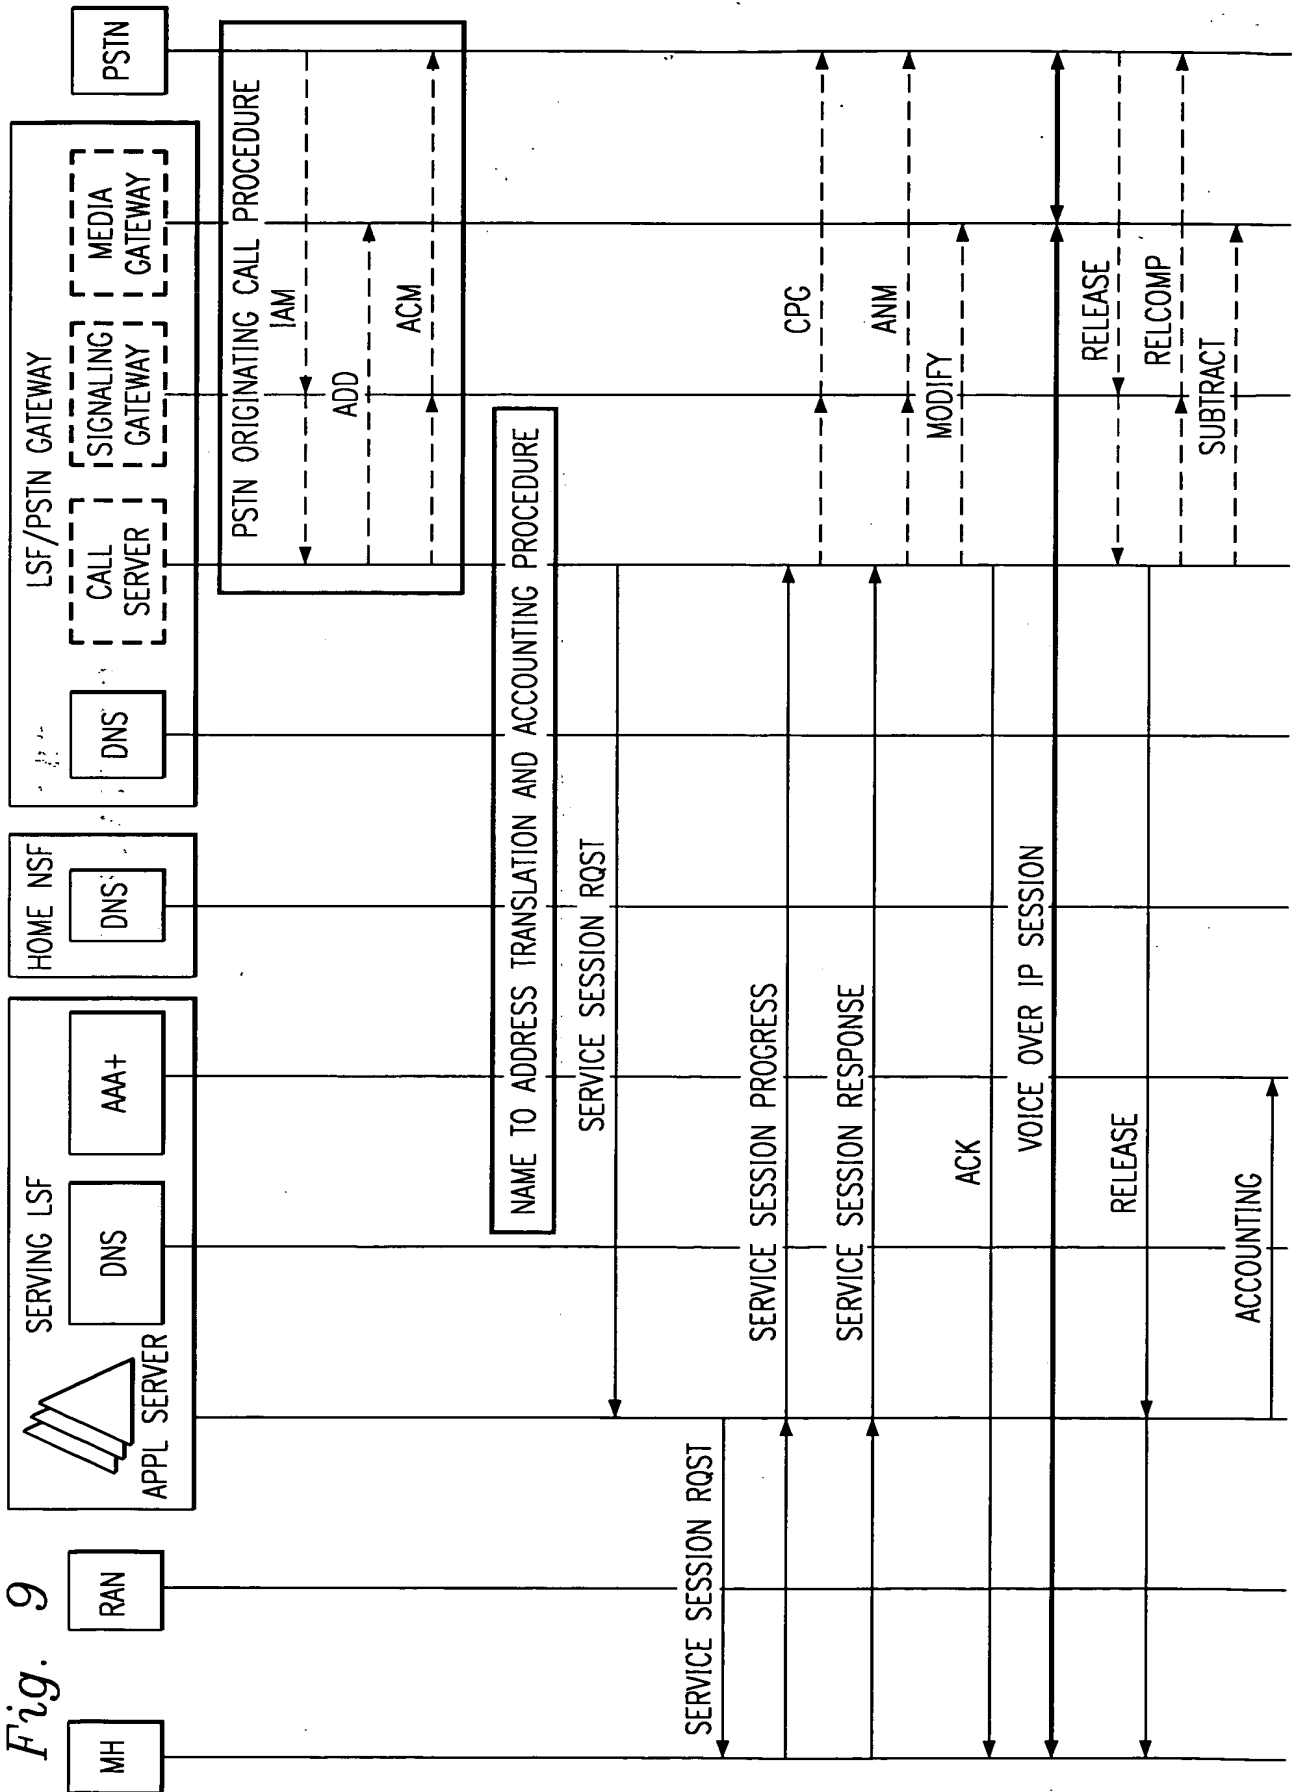 Fig. 9
MH
RAN
SERVING LSF
APPL SERVER
DNS
AAA+
HOME NSF
DNS
LSF/PSTN GATEWAY
DNS
CALL
SERVER
SIGNALING
GATEWAY
MEDIA
GATEWAY
PSTN
PSTN ORIGINATING CALL PROCEDURE
IAM
ADD
ACM
NAME TO ADDRESS TRANSLATION AND ACCOUNTING PROCEDURE
SERVICE SESSION RQST
SERVICE SESSION RQST
SERVICE SESSION PROGRESS
CPG
SERVICE SESSION RESPONSE
ANM
MODIFY
ACK
VOICE OVER IP SESSION
RELEASE
RELEASE
RELCOMP
SUBTRACT
ACCOUNTING